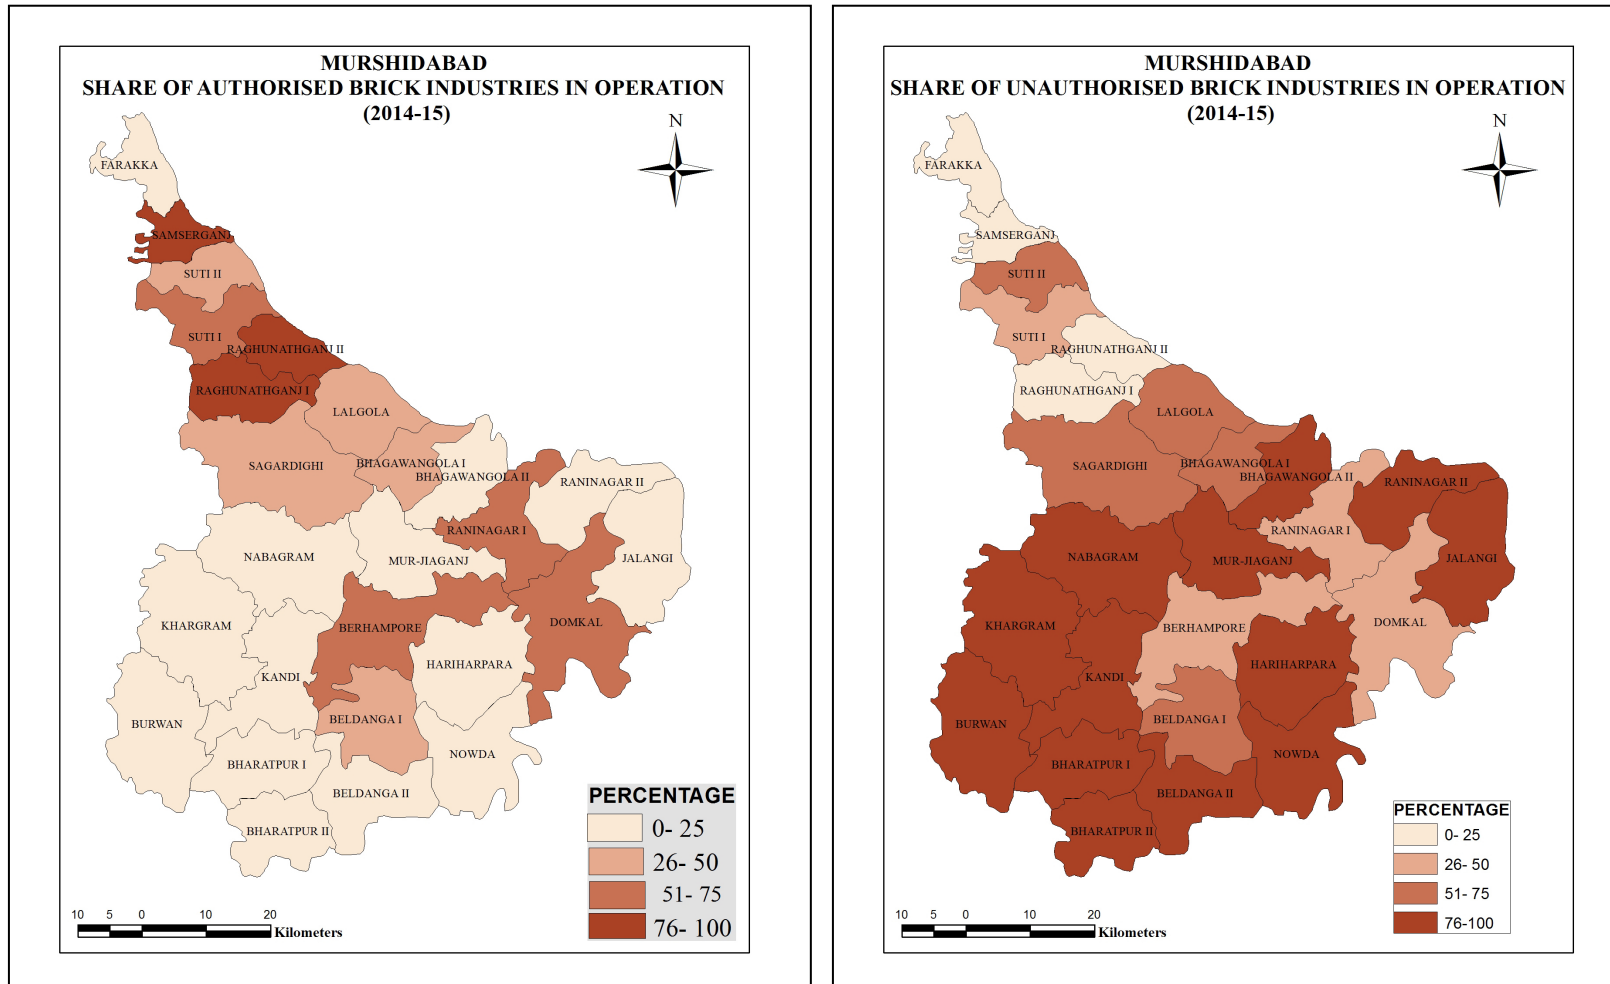 MURSHIDABAD
SHARE OF AUTHORISED BRICK INDUSTRIES IN OPERATION
(2014-15)
N
FARAKKA
SAMSERGANJ
SUTI II
SUTI I
RAGHUNATHGANJ II
RAGHUNATHGANJ I
LALGOLA
SAGARDIGHI
BHAGAWANGOLA I
BHAGAWANGOLA II
RANINAGAR II
RANINAGAR I
NABAGRAM
MUR-JIAGANJ
JALANGI
KHARGRAM
BERHAMPORE
DOMKAL
HARIHARPARA
KANDI
BURWAN
BELDANGA I
NOWDA
BHARATPUR I
BELDANGA II
BHARATPUR II
PERCENTAGE
0- 25
26- 50
51- 75
76- 100
10 5 0 10 20
Kilometers
MURSHIDABAD
SHARE OF UNAUTHORISED BRICK INDUSTRIES IN OPERATION
(2014-15)
N
FARAKKA
SAMSERGANJ
SUTI II
SUTI I
RAGHUNATHGANJ II
RAGHUNATHGANJ I
LALGOLA
SAGARDIGHI
BHAGAWANGOLA I
BHAGAWANGOLA II
RANINAGAR II
RANINAGAR I
NABAGRAM
MUR-JIAGANJ
JALANGI
KHARGRAM
BERHAMPORE
DOMKAL
HARIHARPARA
KANDI
BURWAN
BELDANGA I
NOWDA
BHARATPUR I
BELDANGA II
BHARATPUR II
PERCENTAGE
0- 25
26- 50
51- 75
76-100
10 5 0 10 20
Kilometers